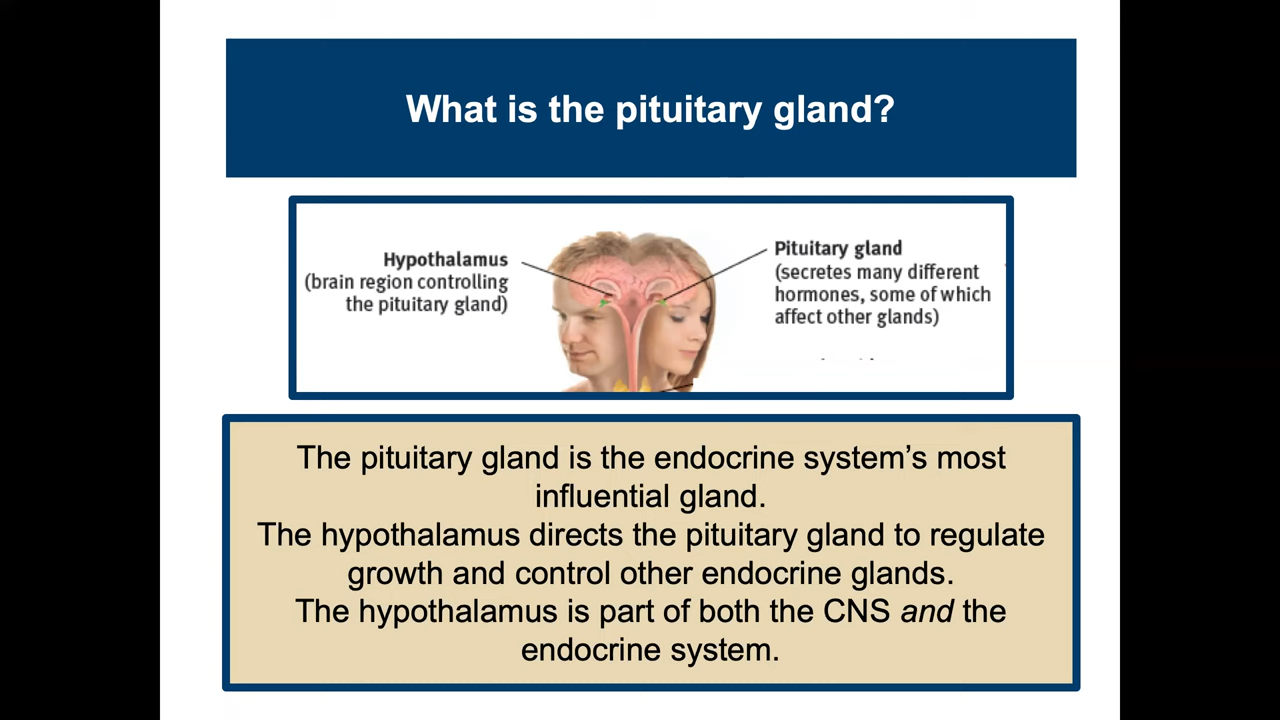 What is the pituitary gland?
Hypothalamus
(brain region controlling
the pituitary gland)
Pituitary gland
(secretes many different
hormones, some of which
affect other glands)
The pituitary gland is the endocrine system’s most
influential gland.
The hypothalamus directs the pituitary gland to regulate
growth and control other endocrine glands.
The hypothalamus is part of both the CNS and the
endocrine system.